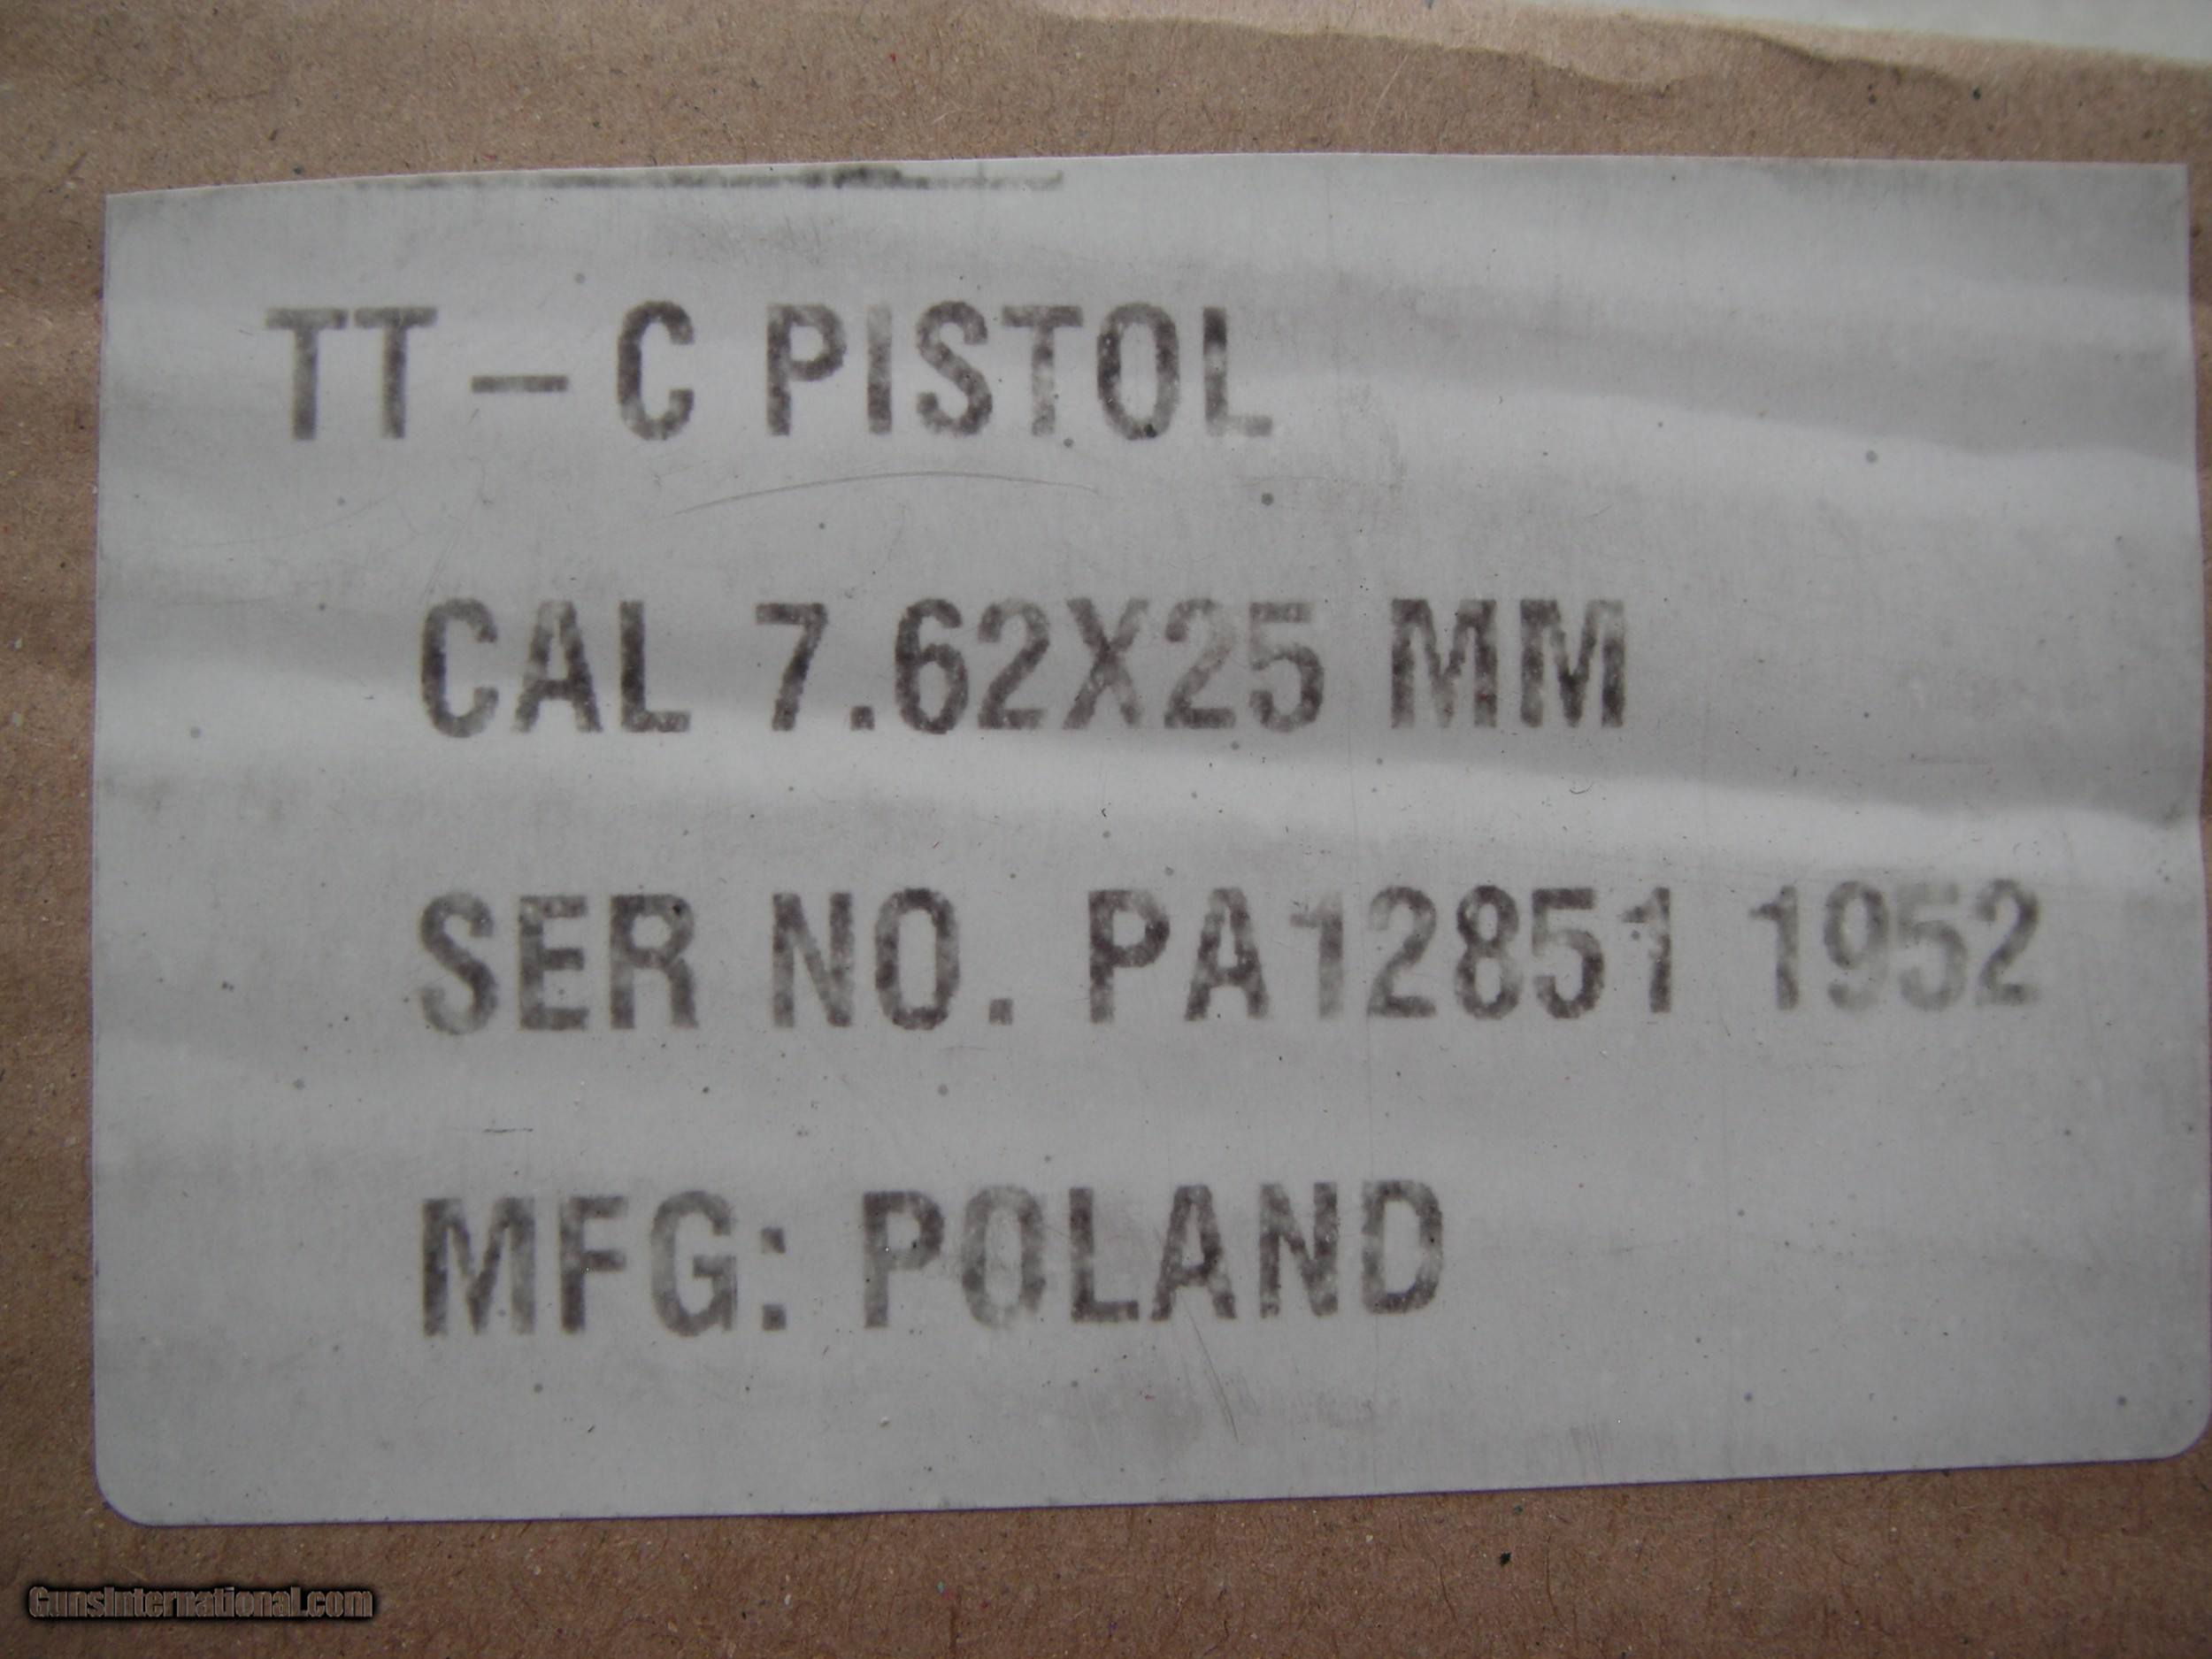 TT – C PISTOL
CAL 7.62X25 MM
SER NO. PA12851 1952
MFG: POLAND
GunsInternational.com